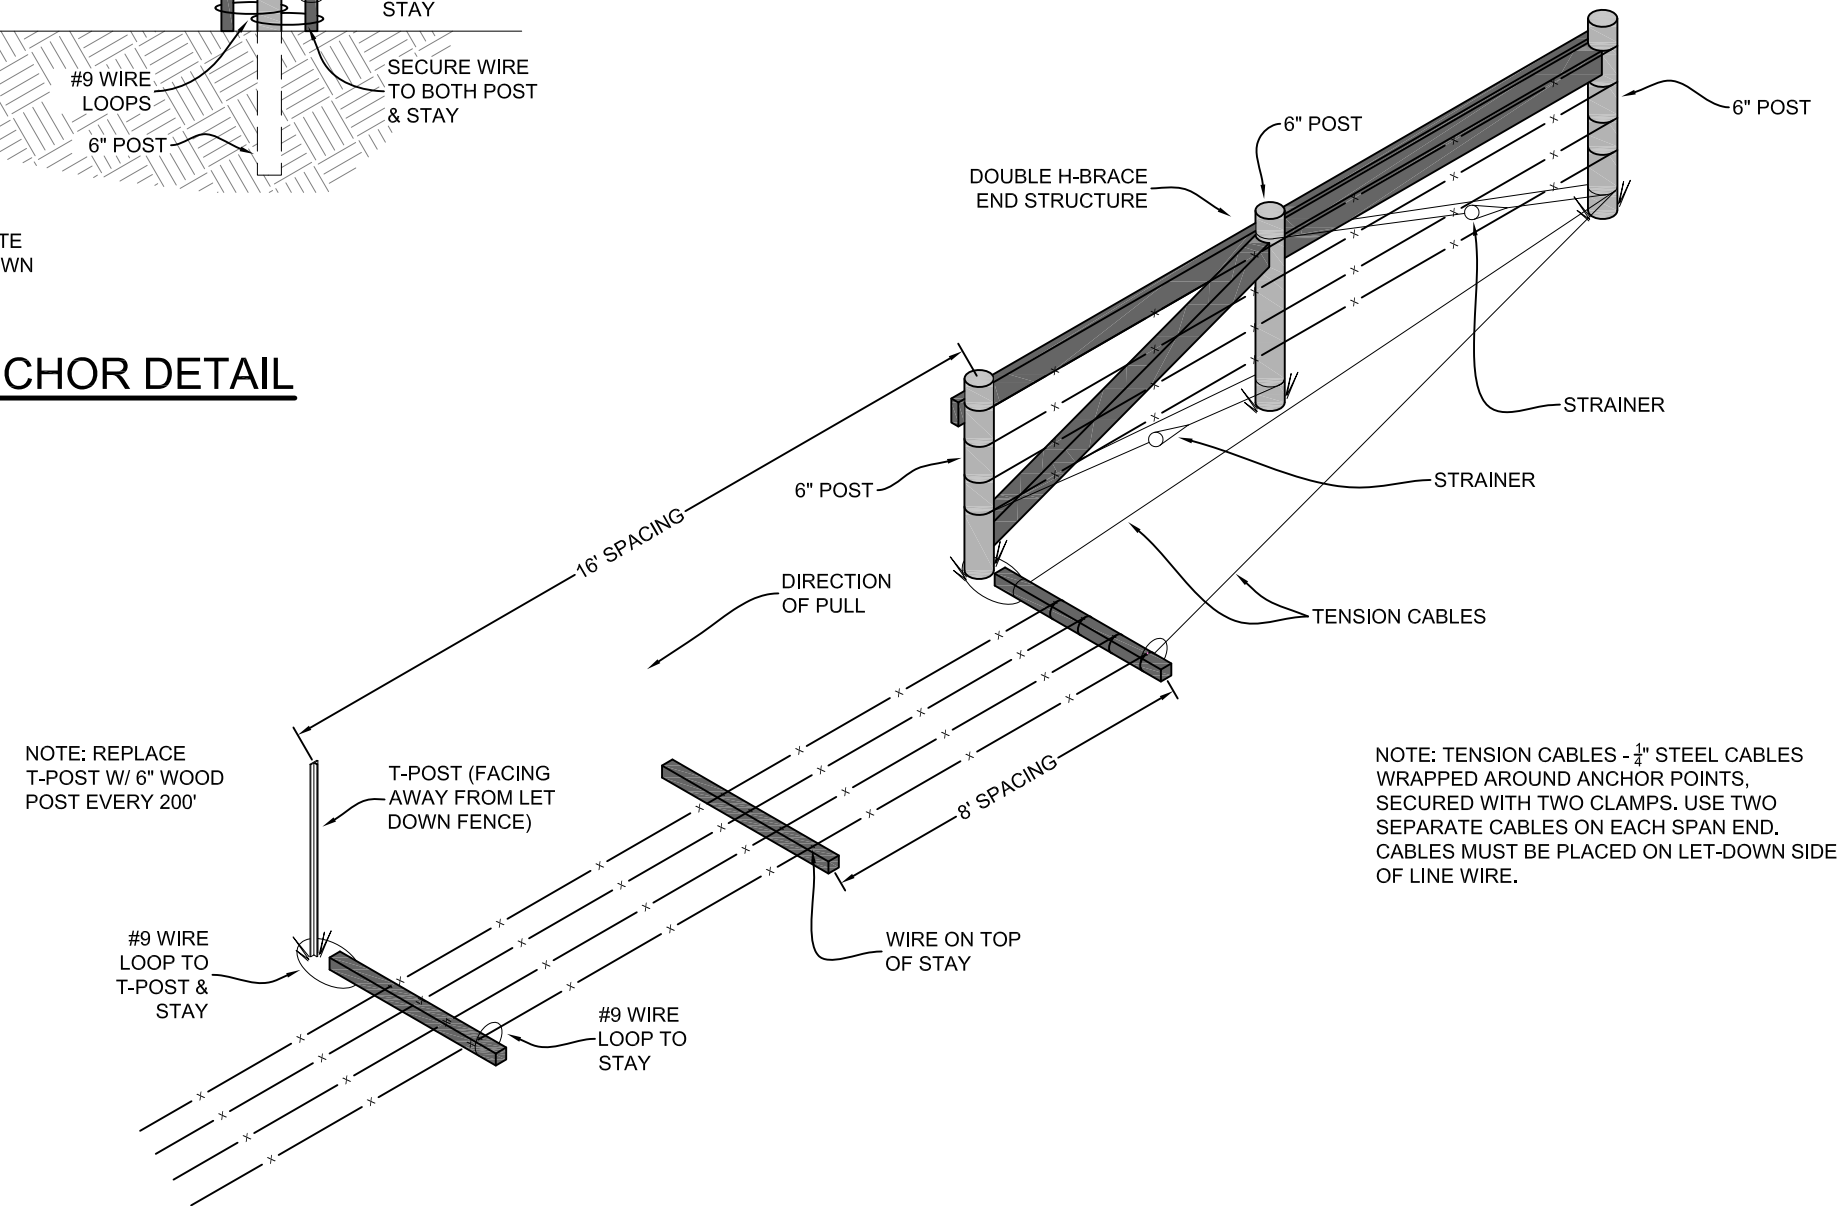 STAY
#9 WIRE
LOOPS
SECURE WIRE
TO BOTH POST
& STAY
6" POST
CHOR DETAIL
6" POST
6" POST
DOUBLE H-BRACE
END STRUCTURE
STRAINER
STRAINER
6" POST
16' SPACING
DIRECTION
OF PULL
TENSION CABLES
NOTE: REPLACE
T-POST W/ 6" WOOD
POST EVERY 200'
T-POST (FACING
AWAY FROM LET
DOWN FENCE)
8' SPACING
NOTE: TENSION CABLES - 1/4" STEEL CABLES
WRAPPED AROUND ANCHOR POINTS,
SECURED WITH TWO CLAMPS. USE TWO
SEPARATE CABLES ON EACH SPAN END.
CABLES MUST BE PLACED ON LET-DOWN SIDE
OF LINE WIRE.
#9 WIRE
LOOP TO
T-POST &
STAY
WIRE ON TOP
OF STAY
#9 WIRE
LOOP TO
STAY